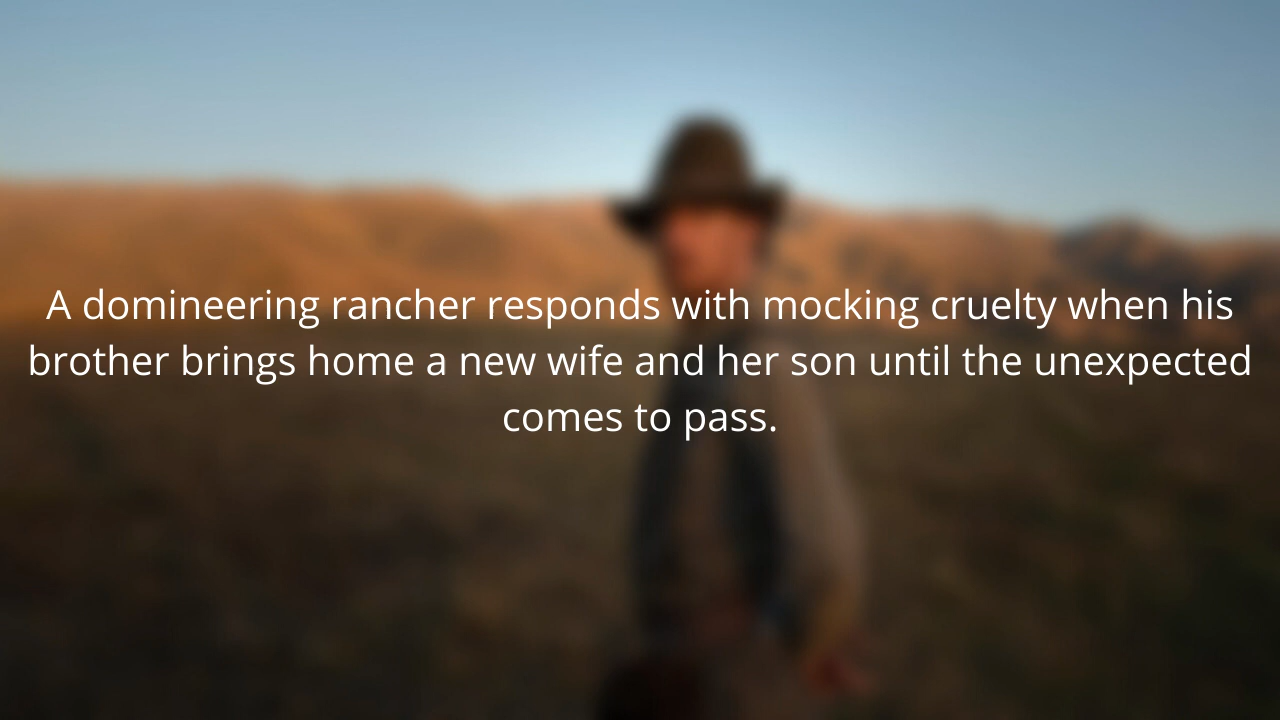 A domineering rancher responds with mocking cruelty when his
brother brings home a new wife and her son until the unexpected
comes to pass.